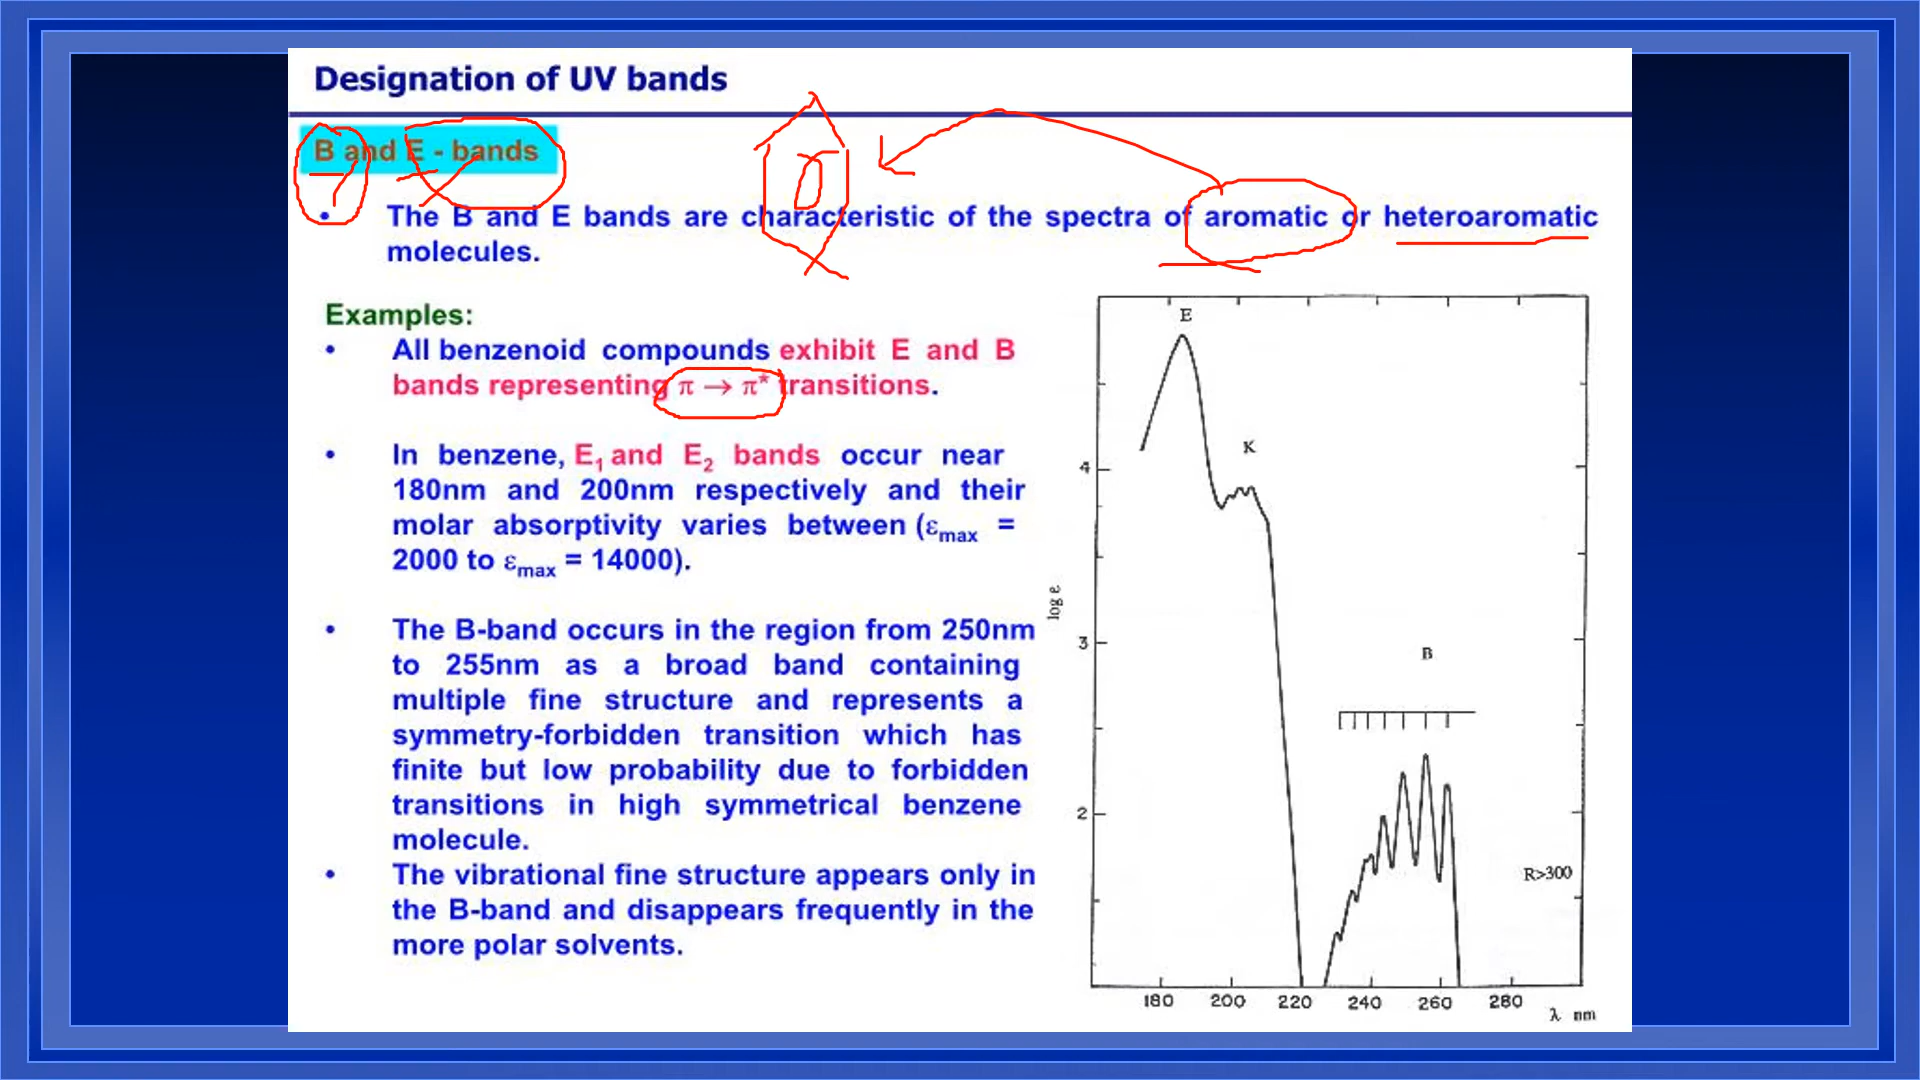 Designation of UV bands
B and E - bands
• The B and E bands are characteristic of the spectra of aromatic or heteroaromatic
molecules.
Examples:
• All benzenoid compounds exhibit E and B
bands representing π → π* transitions.
• In benzene, E1 and E2 bands occur near
180nm and 200nm respectively and their
molar absorptivity varies between (εmax =
2000 to εmax = 14000).
• The B-band occurs in the region from 250nm
to 255nm as a broad band containing
multiple fine structure and represents a
symmetry-forbidden transition which has
finite but low probability due to forbidden
transitions in high symmetrical benzene
molecule.
• The vibrational fine structure appears only in
the B-band and disappears frequently in the
more polar solvents.
E
K
4
log e
3
B
2
R>300
180 200 220 240 260 280
λ nm